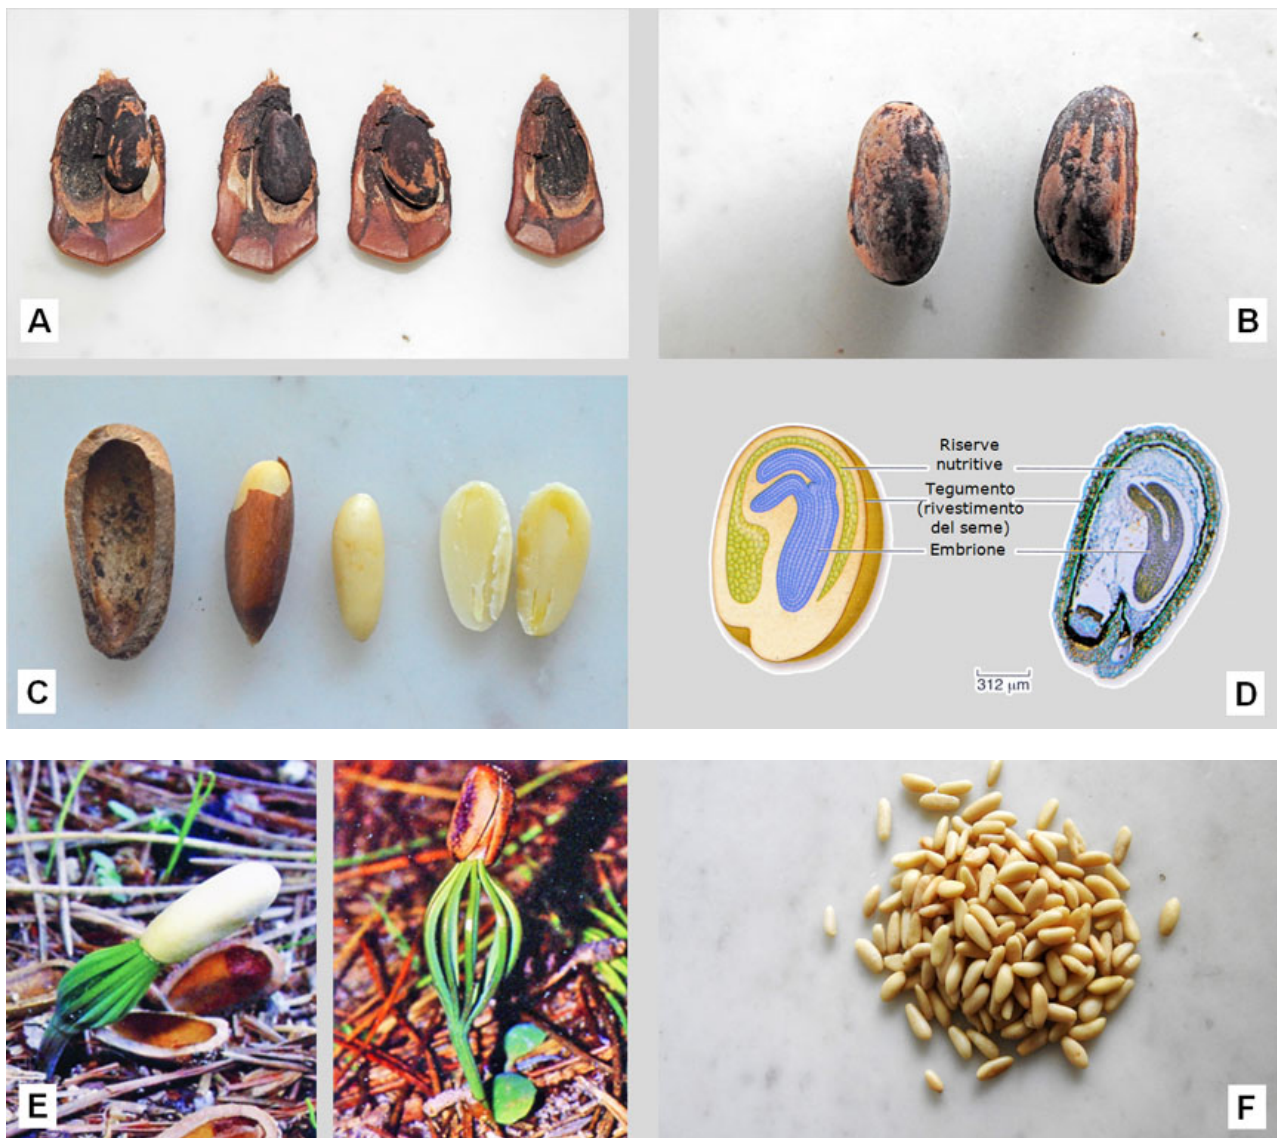 A
B
C
Riserve
nutritive
Tegumento
(rivestimento
del seme)
Embrione
312 μm
D
E
F